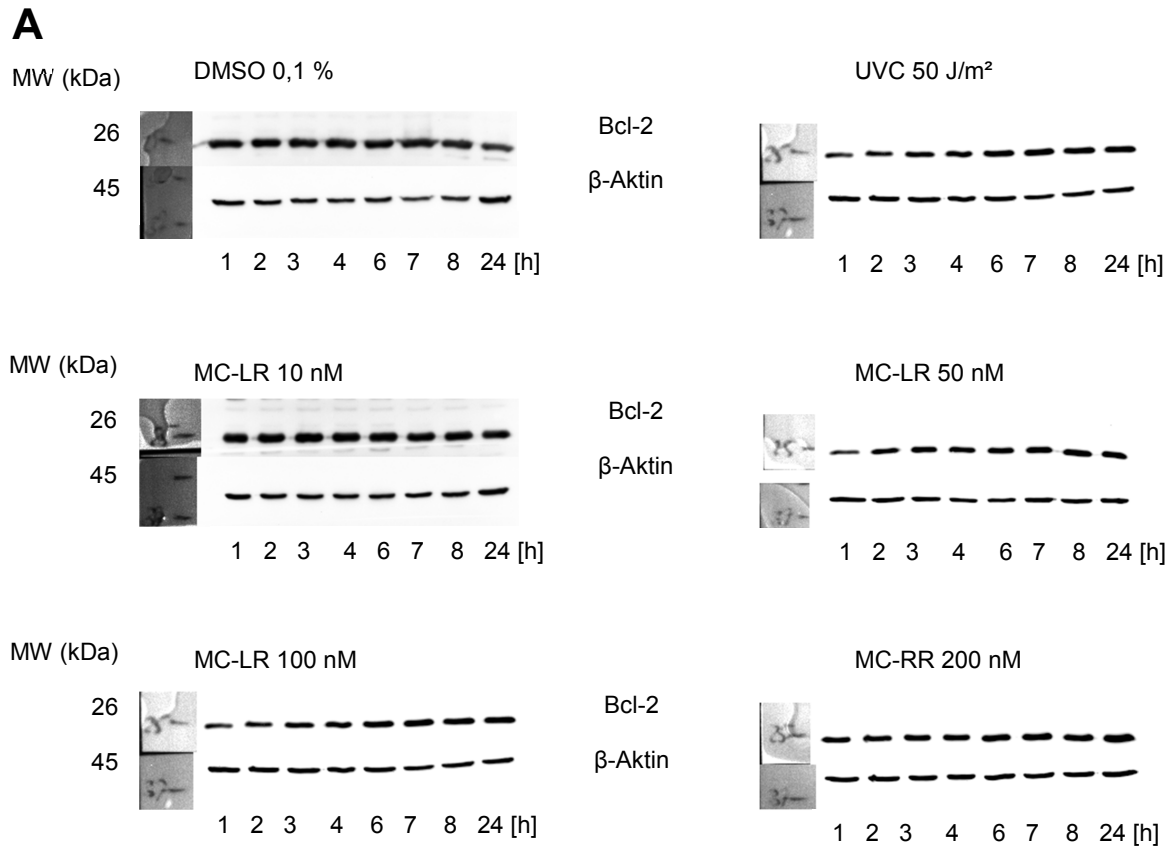 A
MW (kDa)
DMSO 0,1 %
UVC 50 J/m²
26
Bcl-2
45
β-Aktin
1 2 3 4 6 7 8 24 [h]
1 2 3 4 6 7 8 24 [h]
MW (kDa)
MC-LR 10 nM
MC-LR 50 nM
26
Bcl-2
45
β-Aktin
1 2 3 4 6 7 8 24 [h]
1 2 3 4 6 7 8 24 [h]
MW (kDa)
MC-LR 100 nM
MC-RR 200 nM
26
Bcl-2
45
β-Aktin
1 2 3 4 6 7 8 24 [h]
1 2 3 4 6 7 8 24 [h]